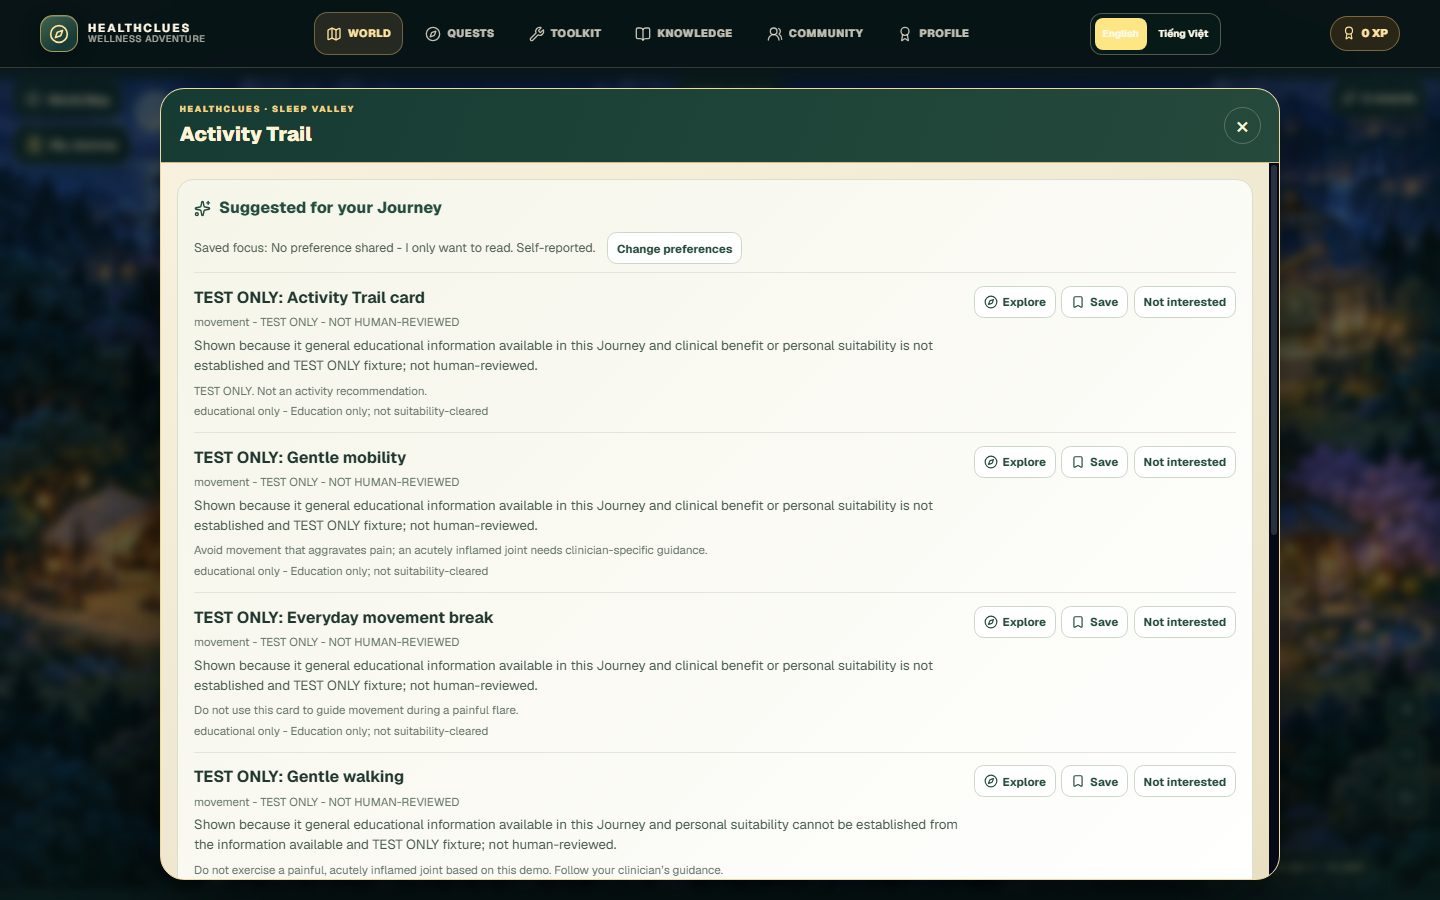 HEALTHCLUES
WELLNESS ADVENTURE
WORLD
QUESTS
TOOLKIT
KNOWLEDGE
COMMUNITY
PROFILE
English
Tiếng Việt
0 XP
HEALTHCLUES · SLEEP VALLEY
Activity Trail
Suggested for your Journey
Saved focus: No preference shared - I only want to read. Self-reported.
Change preferences
TEST ONLY: Activity Trail card
Explore
Save
Not interested
movement - TEST ONLY - NOT HUMAN-REVIEWED
Shown because it general educational information available in this Journey and clinical benefit or personal suitability is not
established and TEST ONLY fixture; not human-reviewed.
TEST ONLY. Not an activity recommendation.
educational only - Education only; not suitability-cleared
TEST ONLY: Gentle mobility
Explore
Save
Not interested
movement - TEST ONLY - NOT HUMAN-REVIEWED
Shown because it general educational information available in this Journey and clinical benefit or personal suitability is not
established and TEST ONLY fixture; not human-reviewed.
Avoid movement that aggravates pain; an acutely inflamed joint needs clinician-specific guidance.
educational only - Education only; not suitability-cleared
TEST ONLY: Everyday movement break
Explore
Save
Not interested
movement - TEST ONLY - NOT HUMAN-REVIEWED
Shown because it general educational information available in this Journey and clinical benefit or personal suitability is not
established and TEST ONLY fixture; not human-reviewed.
Do not use this card to guide movement during a painful flare.
educational only - Education only; not suitability-cleared
TEST ONLY: Gentle walking
Explore
Save
Not interested
movement - TEST ONLY - NOT HUMAN-REVIEWED
Shown because it general educational information available in this Journey and personal suitability cannot be established from
the information available and TEST ONLY fixture; not human-reviewed.
Do not exercise a painful, acutely inflamed joint based on this demo. Follow your clinician's guidance.